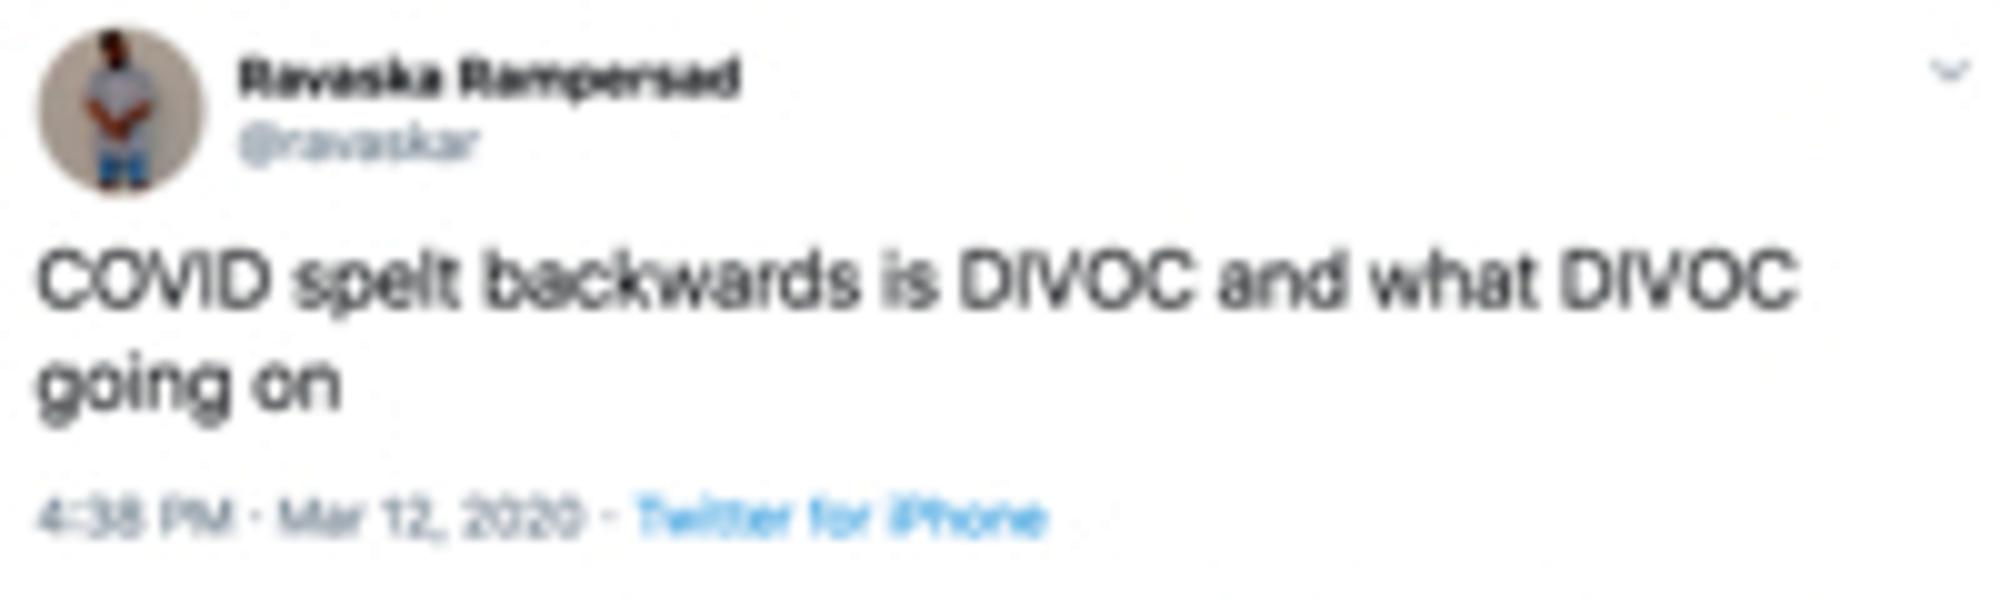 Ravaska Rampersad
@ravaskar
COVID spelt backwards is DIVOC and what DIVOC
going on
4:38 PM · Mar 12, 2020 · Twitter for iPhone